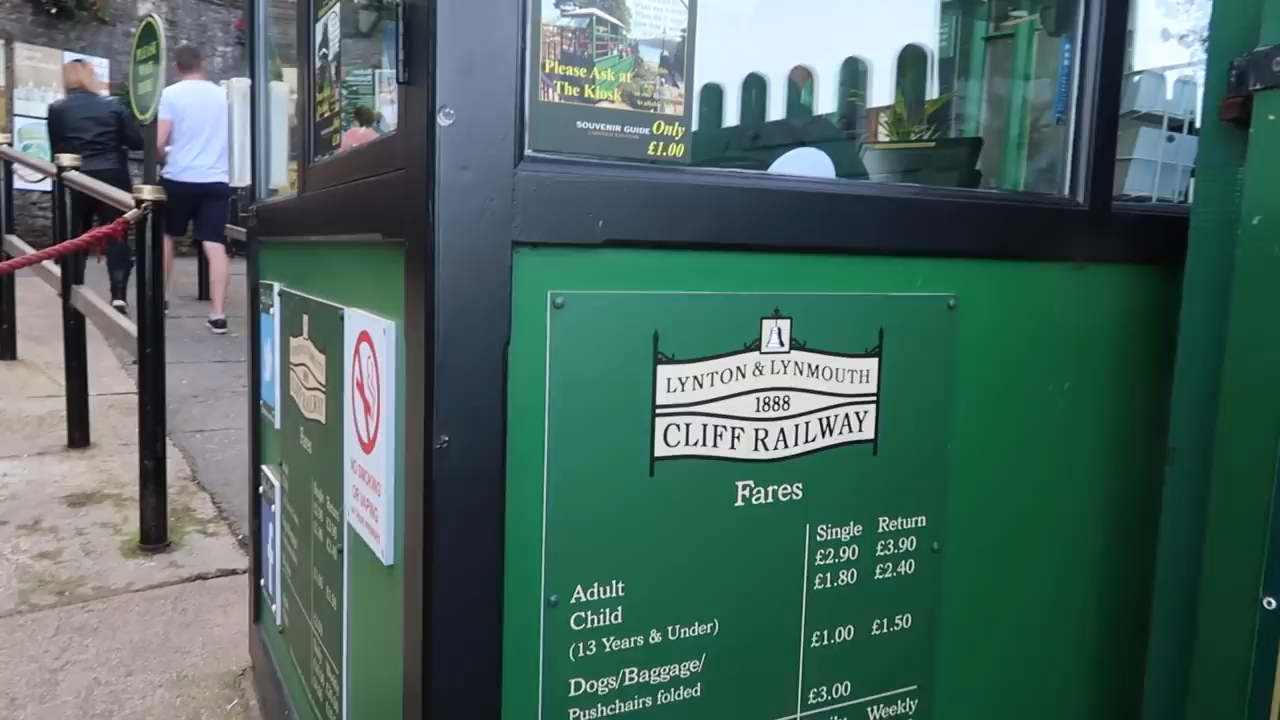 Please Ask at
The Kiosk
SOUVENIR GUIDE Only
£1.00
LYNTON & LYNMOUTH
1888
CLIFF RAILWAY
Fares
Single Return
£2.90 £3.90
£1.80 £2.40
Adult
Child
(13 Years & Under)
£1.00 £1.50
Dogs/Baggage/
Pushchairs folded
£3.00
Weekly
RAILWAY
Fares
NO SMOKING
OR VAPING